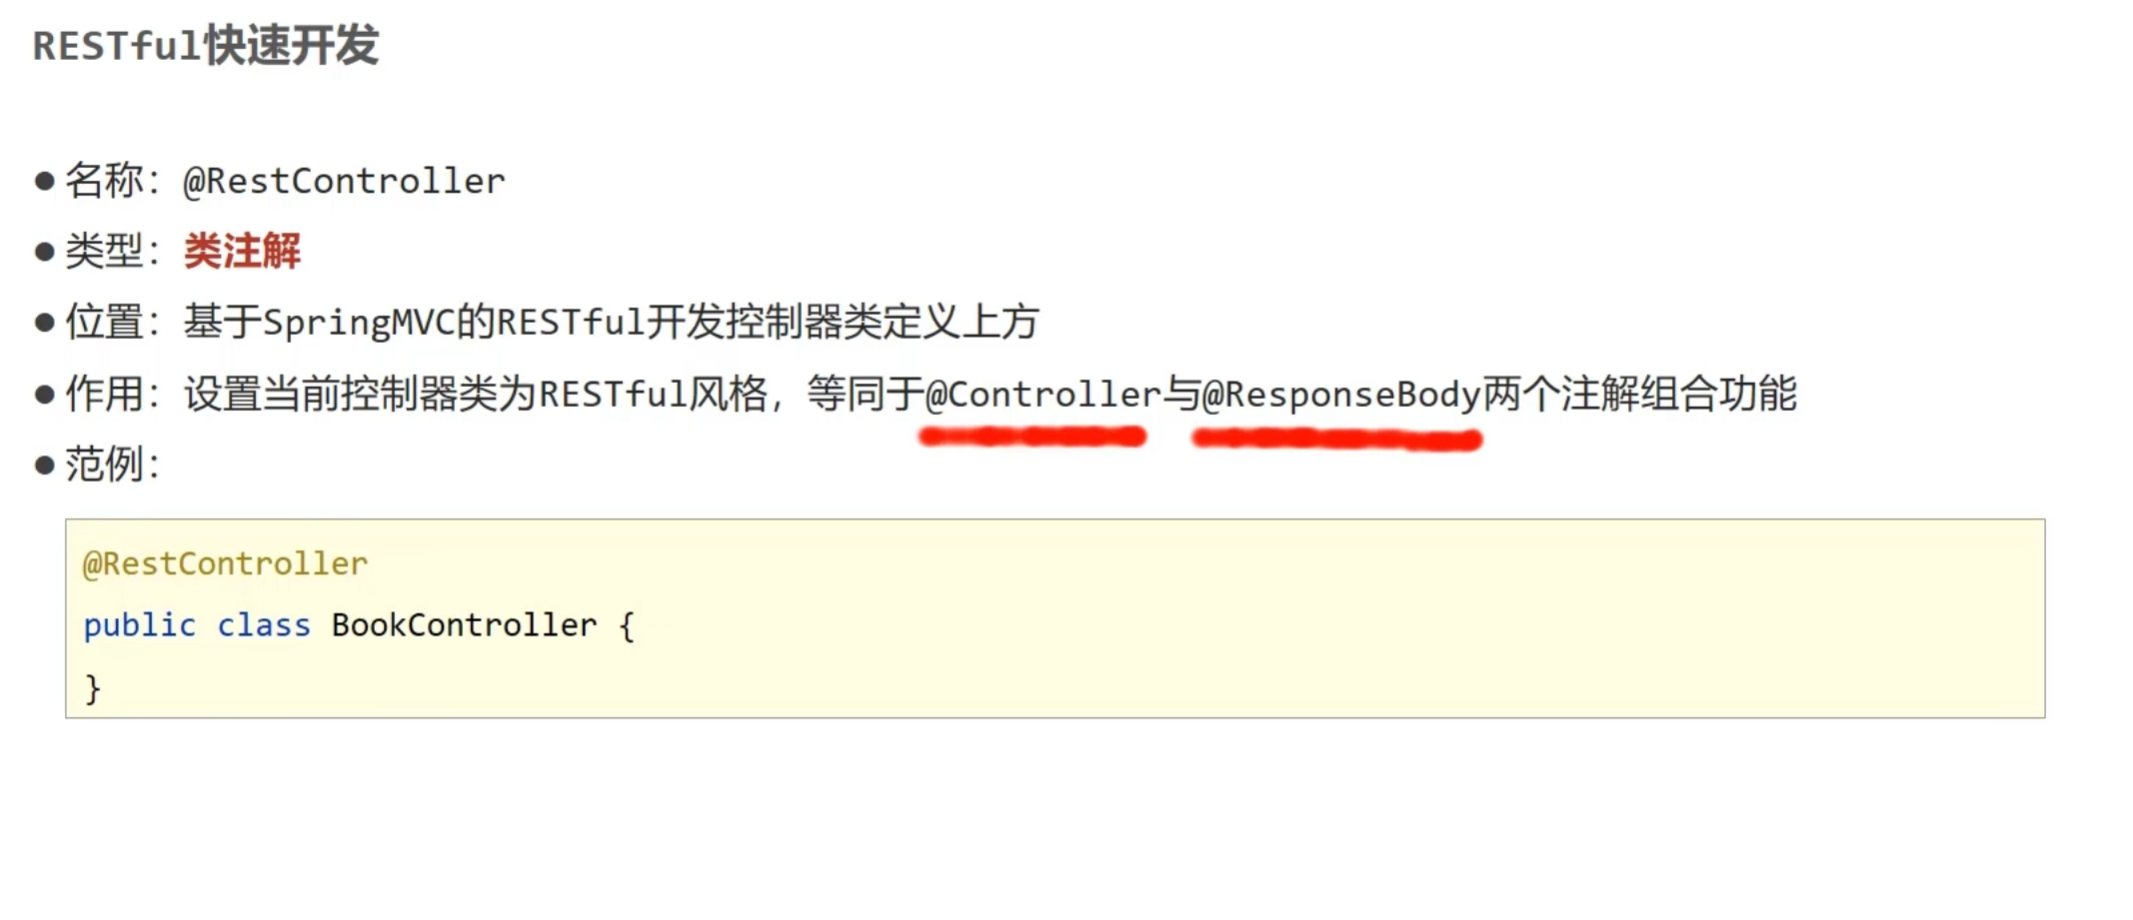 RESTful快速开发
● 名称：@RestController
● 类型：类注解
● 位置：基于SpringMVC的RESTful开发控制器类定义上方
● 作用：设置当前控制器类为RESTful风格，等同于@Controller与@ResponseBody两个注解组合功能
● 范例：
@RestController
public class BookController {
}